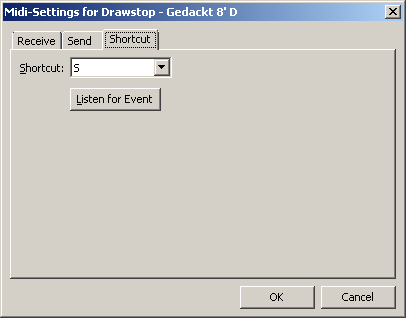 Midi-Settings for Drawstop - Gedackt 8' D
Receive Send Shortcut
Shortcut: S
Listen for Event
OK Cancel